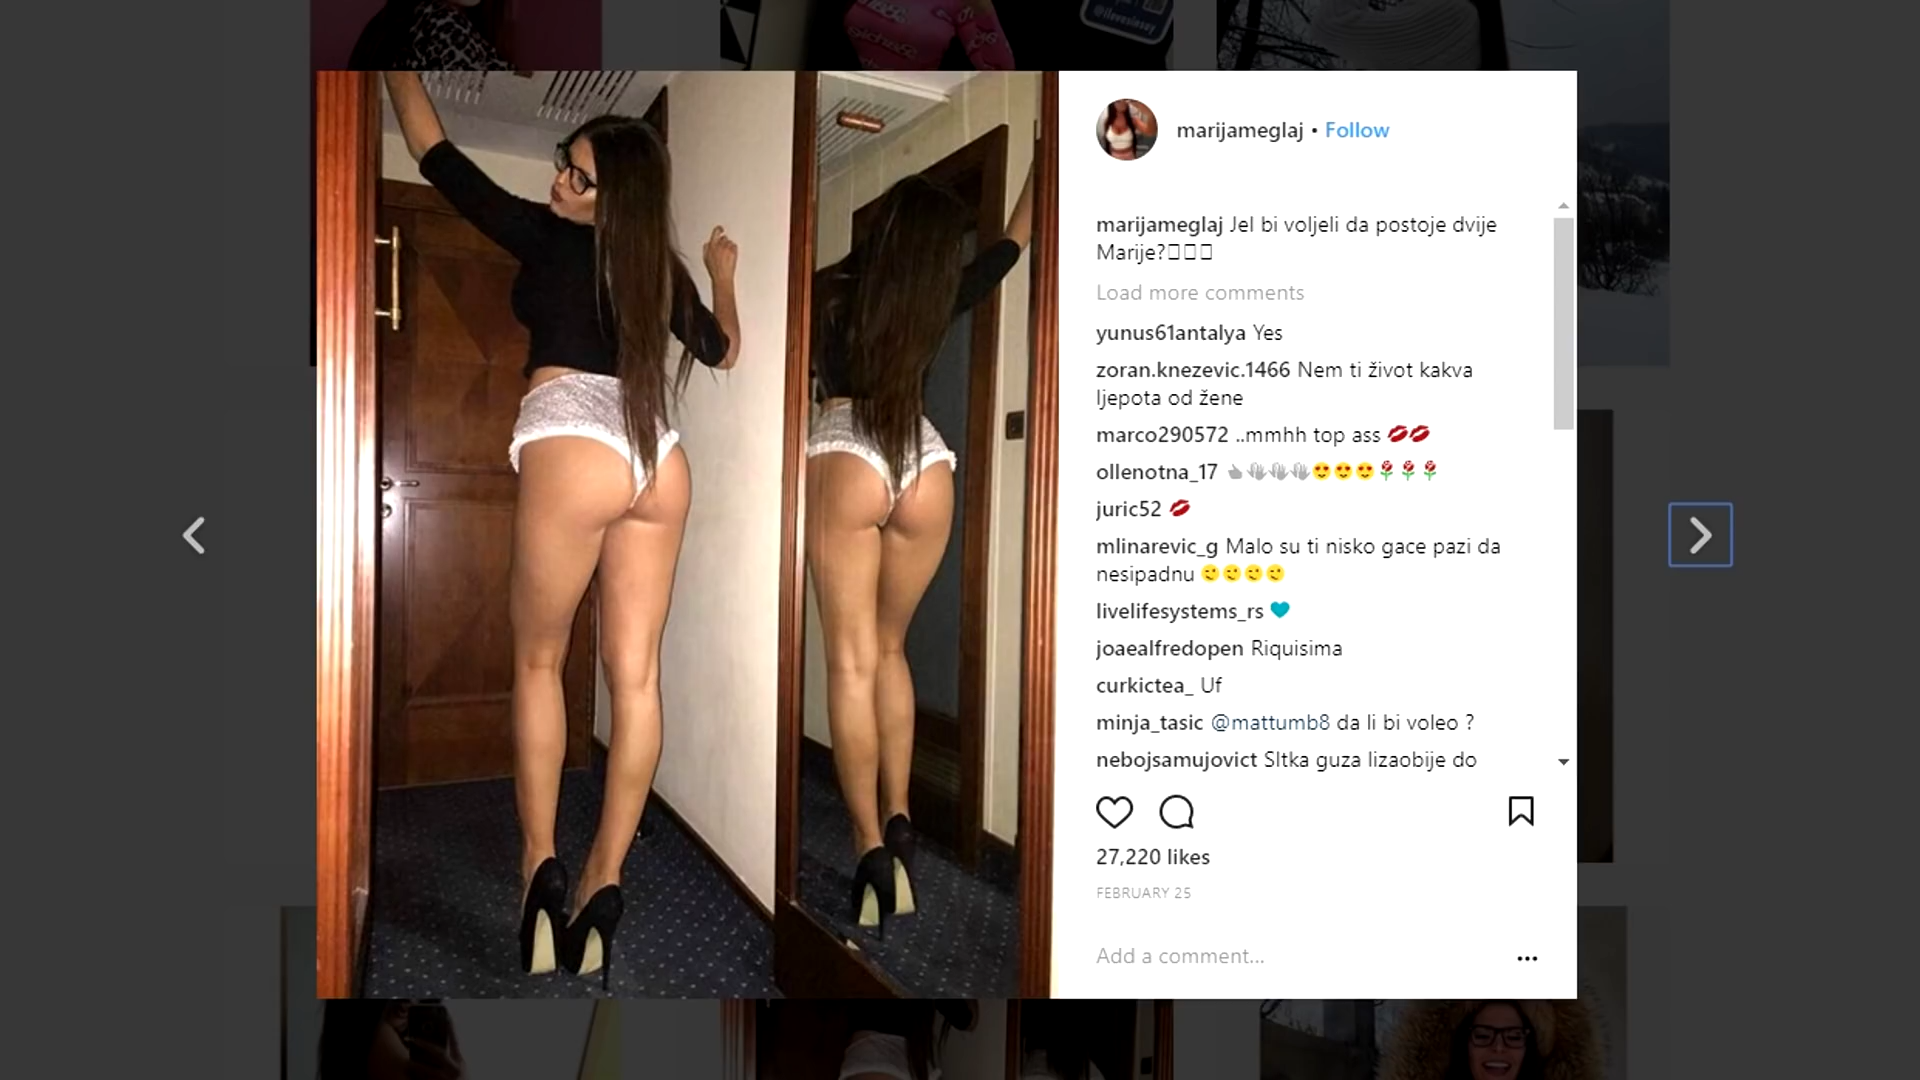 @ilovesinsay
marijameglaj • Follow
marijameglaj Jel bi voljeli da postoje dvije
Marije?
Load more comments
yunus61antalya Yes
zoran.knezevic.1466 Nem ti život kakva
ljepota od žene
marco290572 ..mmhh top ass 💋💋
ollenotna_17 👍👋👋👋😍😍😍🌹🌹🌹
juric52 💋
mlinarevic_g Malo su ti nisko gace pazi da
nesipadnu 😉😉😉😉
livelifesystems_rs 💙
joaealfredopen Riquisima
curkictea_ Uf
minja_tasic @mattumb8 da li bi voleo ?
nebojsamujovict Sltka guza lizaobije do
27,220 likes
FEBRUARY 25
Add a comment...